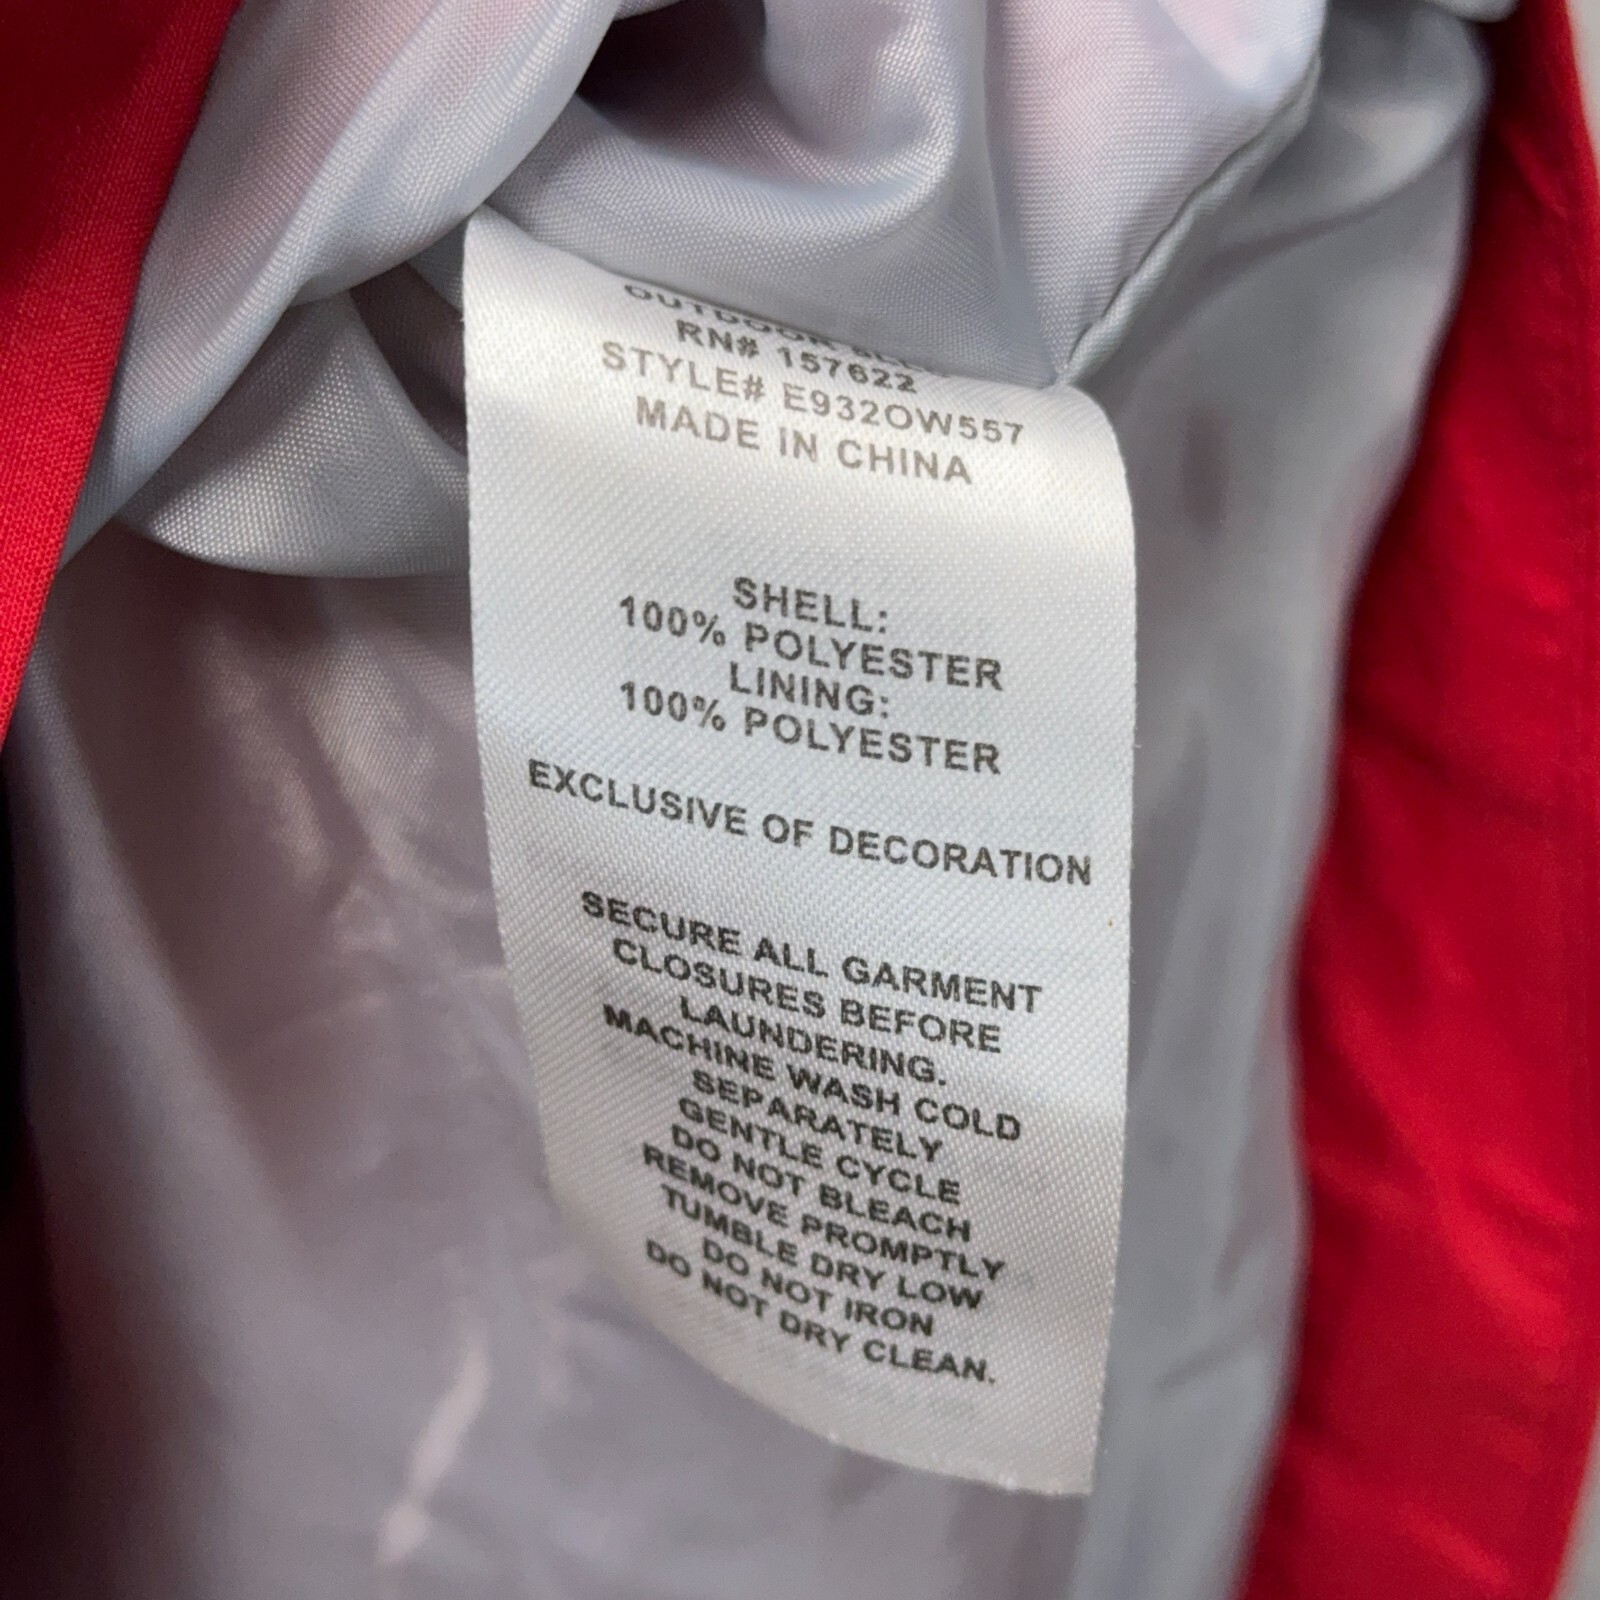 OUTDOOR
RN# 157622
STYLE# E932OW557
MADE IN CHINA
SHELL:
100% POLYESTER
LINING:
100% POLYESTER
EXCLUSIVE OF DECORATION
SECURE ALL GARMENT
CLOSURES BEFORE
LAUNDERING.
MACHINE WASH COLD
SEPARATELY
GENTLE CYCLE
DO NOT BLEACH
REMOVE PROMPTLY
TUMBLE DRY LOW
DO NOT IRON
DO NOT DRY CLEAN.